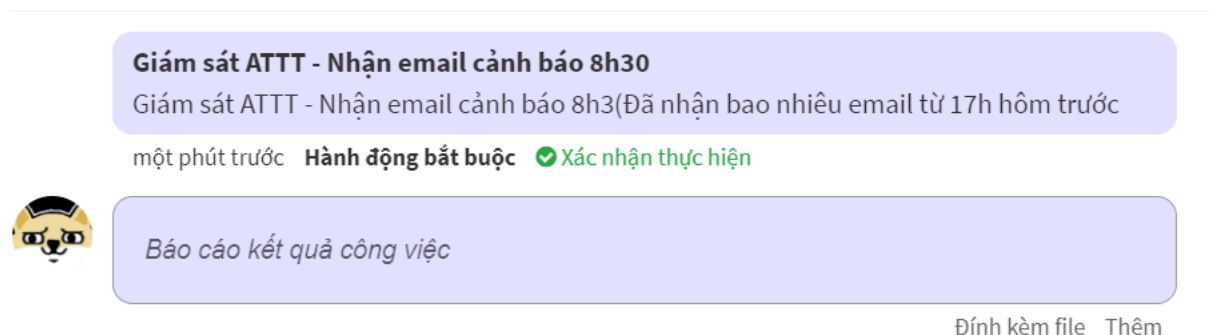 Giám sát ATTT - Nhận email cảnh báo 8h30
Giám sát ATTT - Nhận email cảnh báo 8h3(Đã nhận bao nhiêu email từ 17h hôm trước
một phút trước Hành động bắt buộc Xác nhận thực hiện
Báo cáo kết quả công việc
Đính kèm file Thêm